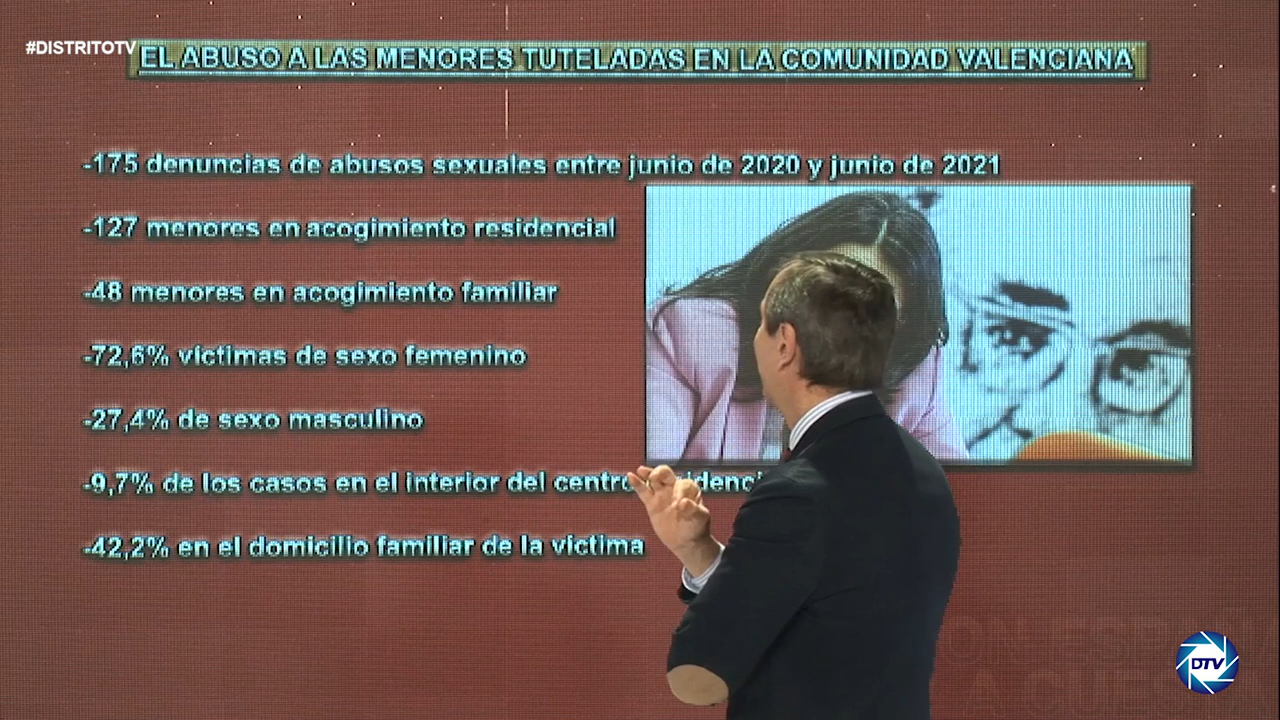 #DISTRITOTV
EL ABUSO A LAS MENORES TUTELADAS EN LA COMUNIDAD VALENCIANA
-175 denuncias de abusos sexuales entre junio de 2020 y junio de 2021
-127 menores en acogimiento residencial
-48 menores en acogimiento familiar
-72,6% víctimas de sexo femenino
-27,4% de sexo masculino
-9,7% de los casos en el interior del
-42,2% en el domicilio familiar de la víctima
DTV